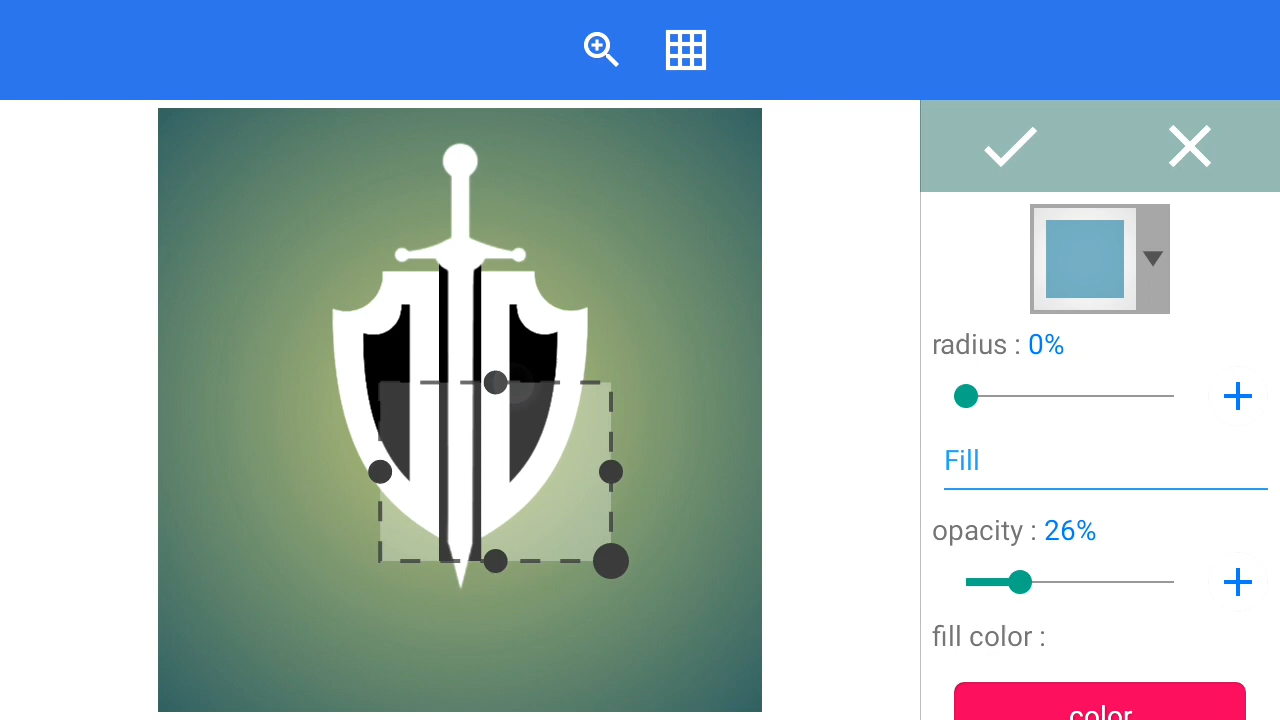 radius : 0%
Fill
opacity : 26%
fill color :
color